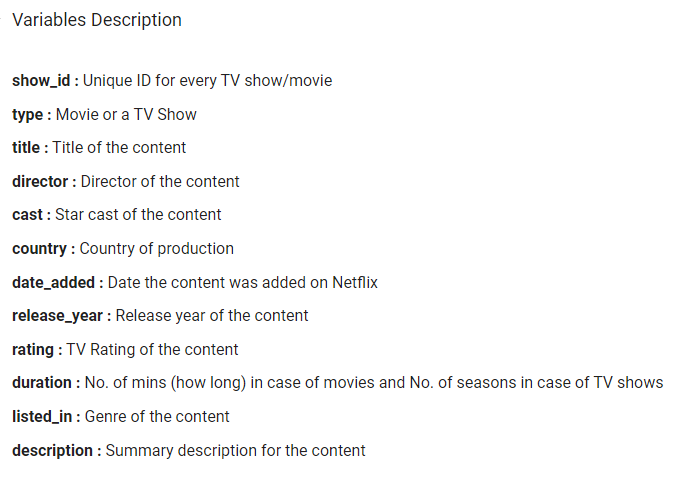 Variables Description
show_id : Unique ID for every TV show/movie
type : Movie or a TV Show
title : Title of the content
director : Director of the content
cast : Star cast of the content
country : Country of production
date_added : Date the content was added on Netflix
release_year : Release year of the content
rating : TV Rating of the content
duration : No. of mins (how long) in case of movies and No. of seasons in case of TV shows
listed_in : Genre of the content
description : Summary description for the content